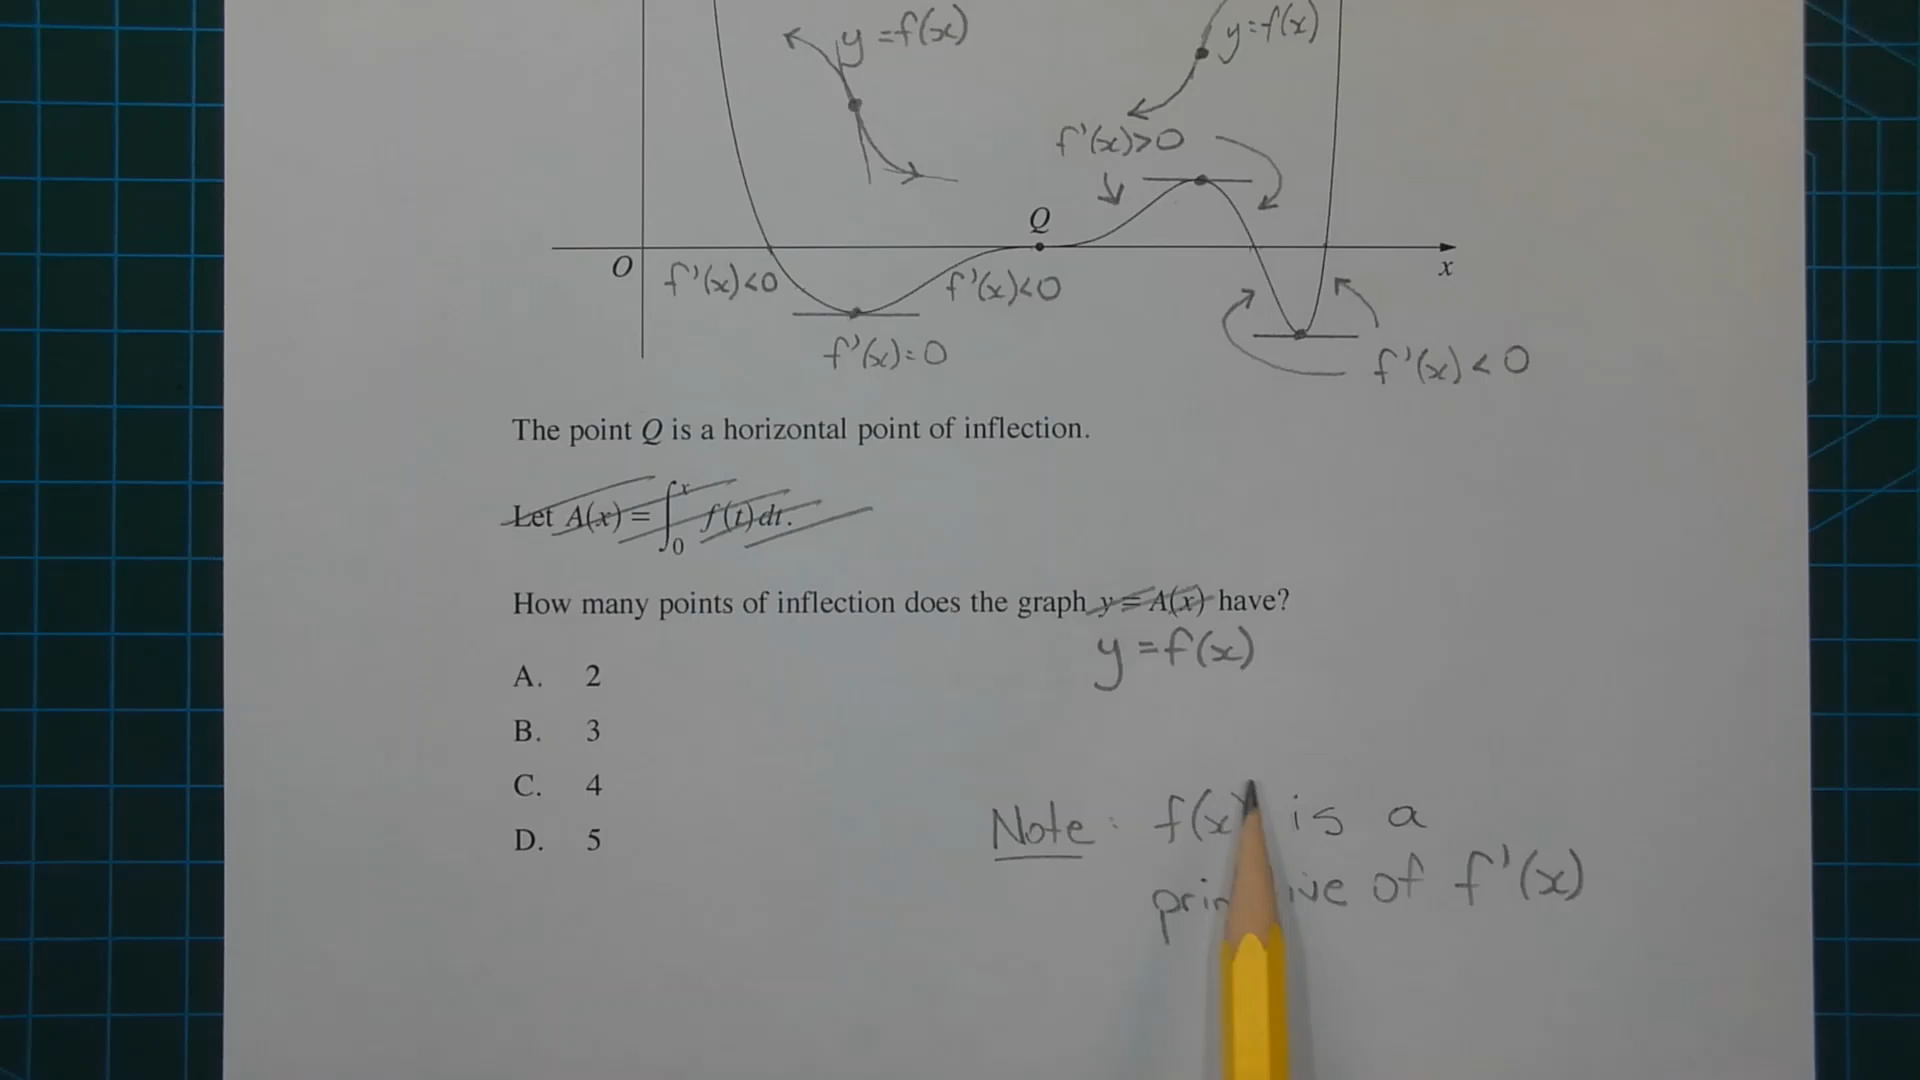 y = f(x)
y = f(x)
f'(x) > 0
Q
O
x
f'(x) < 0
f'(x) < 0
f'(x) = 0
f'(x) < 0
The point Q is a horizontal point of inflection.
Let A(x) = ∫₀ˣ f(t) dt.
How many points of inflection does the graph y = A(x) have?
y = f(x)
A. 2
B. 3
C. 4
D. 5
Note: f(x) is a
of f'(x)